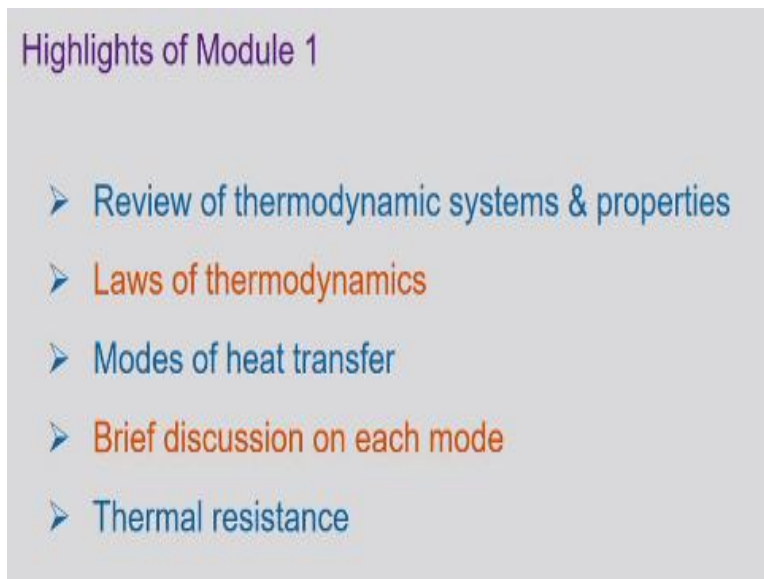 Highlights of Module 1
➢ Review of thermodynamic systems & properties
➢ Laws of thermodynamics
➢ Modes of heat transfer
➢ Brief discussion on each mode
➢ Thermal resistance